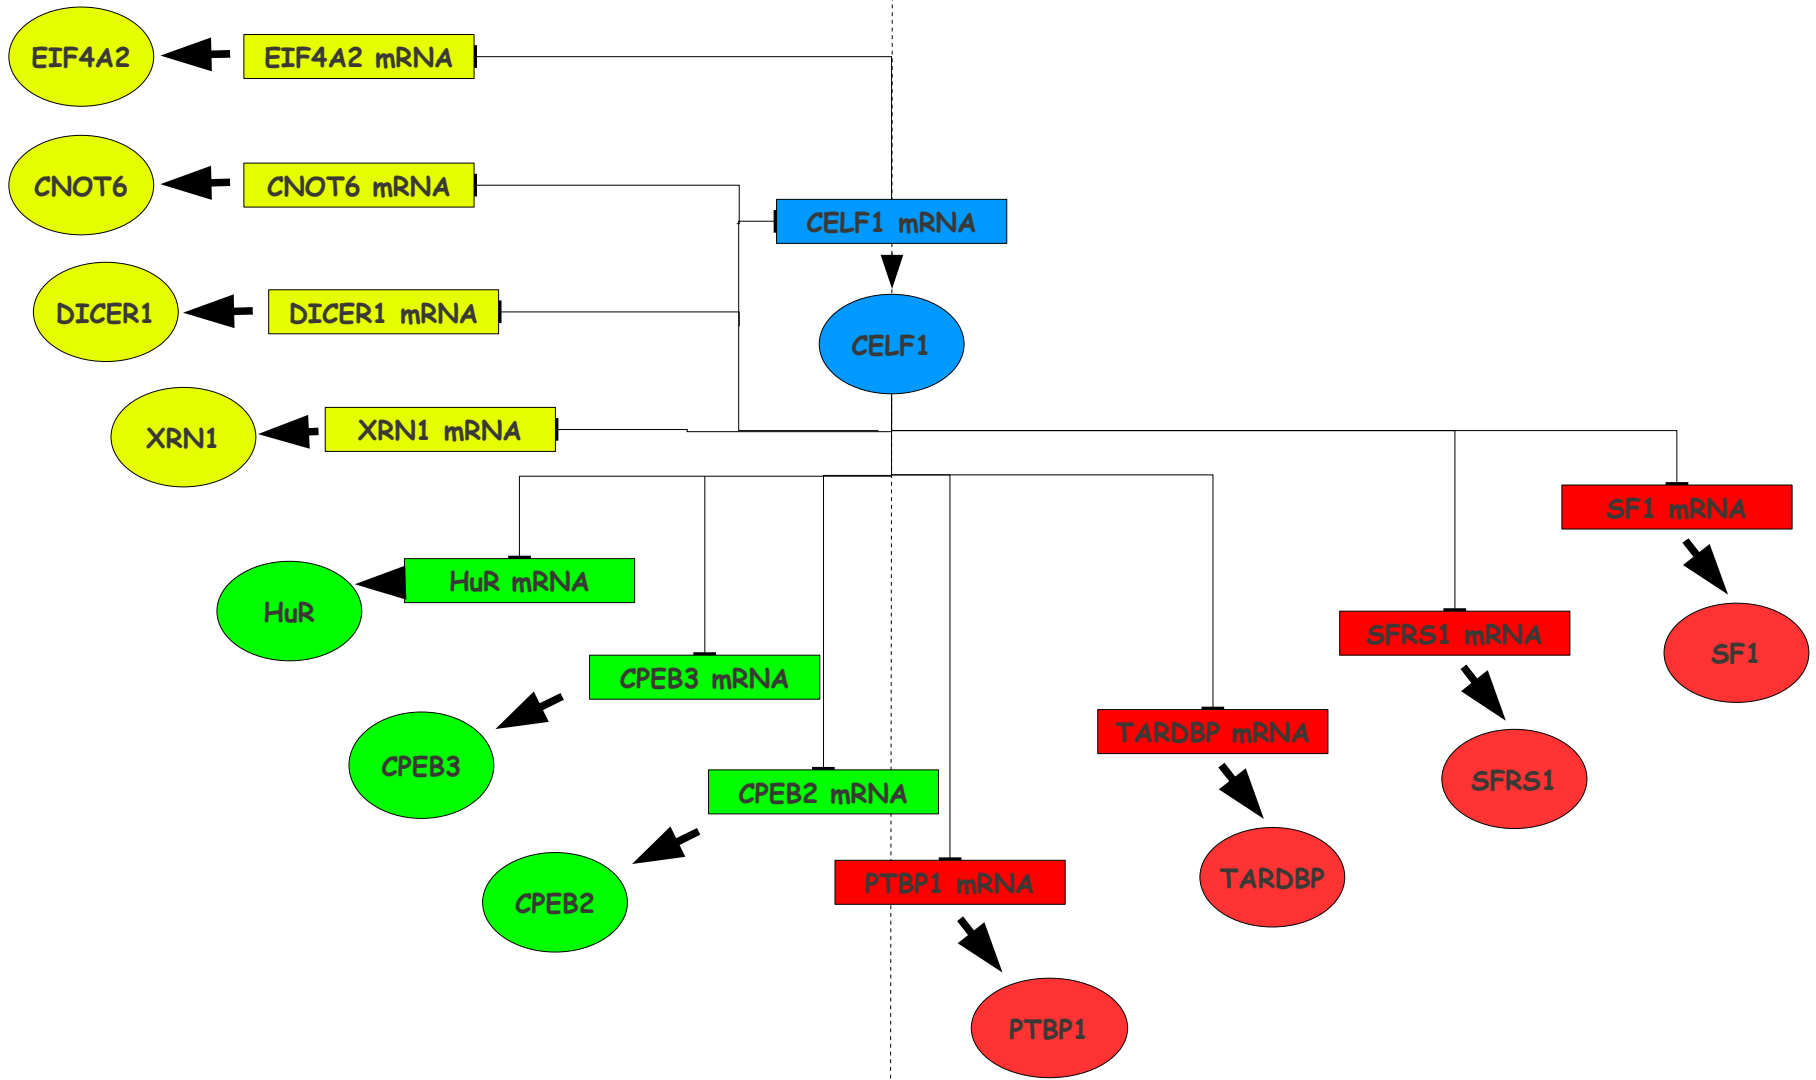 EIF4A2
EIF4A2 mRNA
CNOT6
CNOT6 mRNA
CELF1 mRNA
DICER1
DICER1 mRNA
CELF1
XRN1
XRN1 mRNA
SF1 mRNA
HuR
HuR mRNA
SFRS1 mRNA
SF1
CPEB3 mRNA
TARDBP mRNA
CPEB3
SFRS1
CPEB2 mRNA
TARDBP
PTBP1 mRNA
CPEB2
PTBP1